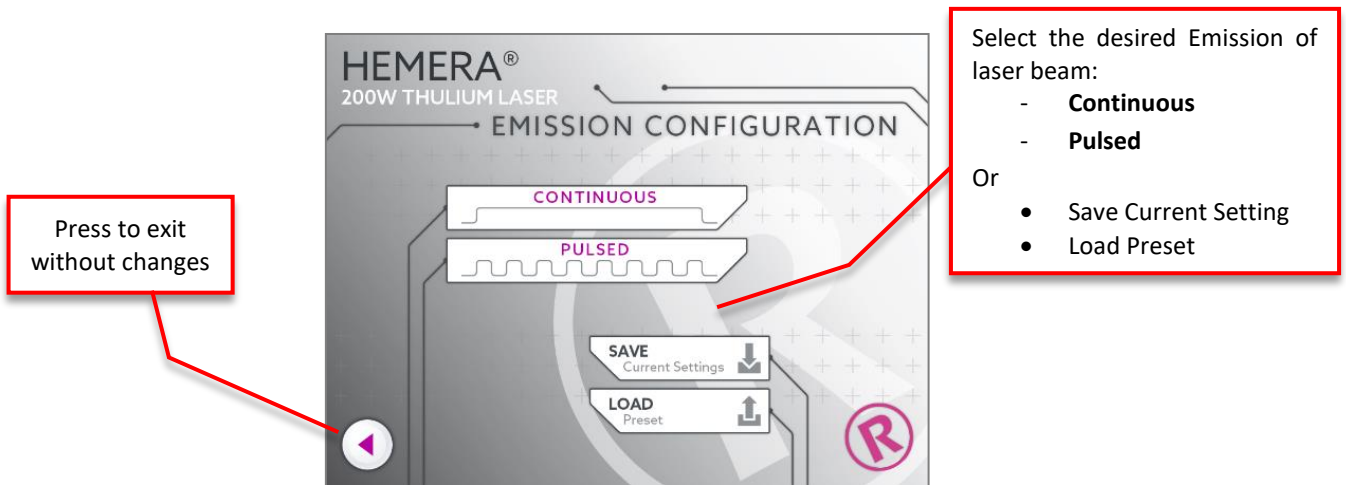 HEMERA®
200W THULIUM LASER
EMISSION CONFIGURATION
CONTINUOUS
PULSED
SAVE
Current Settings
LOAD
Preset
R
Press to exit
without changes
Select the desired Emission of
laser beam:
- Continuous
- Pulsed
Or
• Save Current Setting
• Load Preset